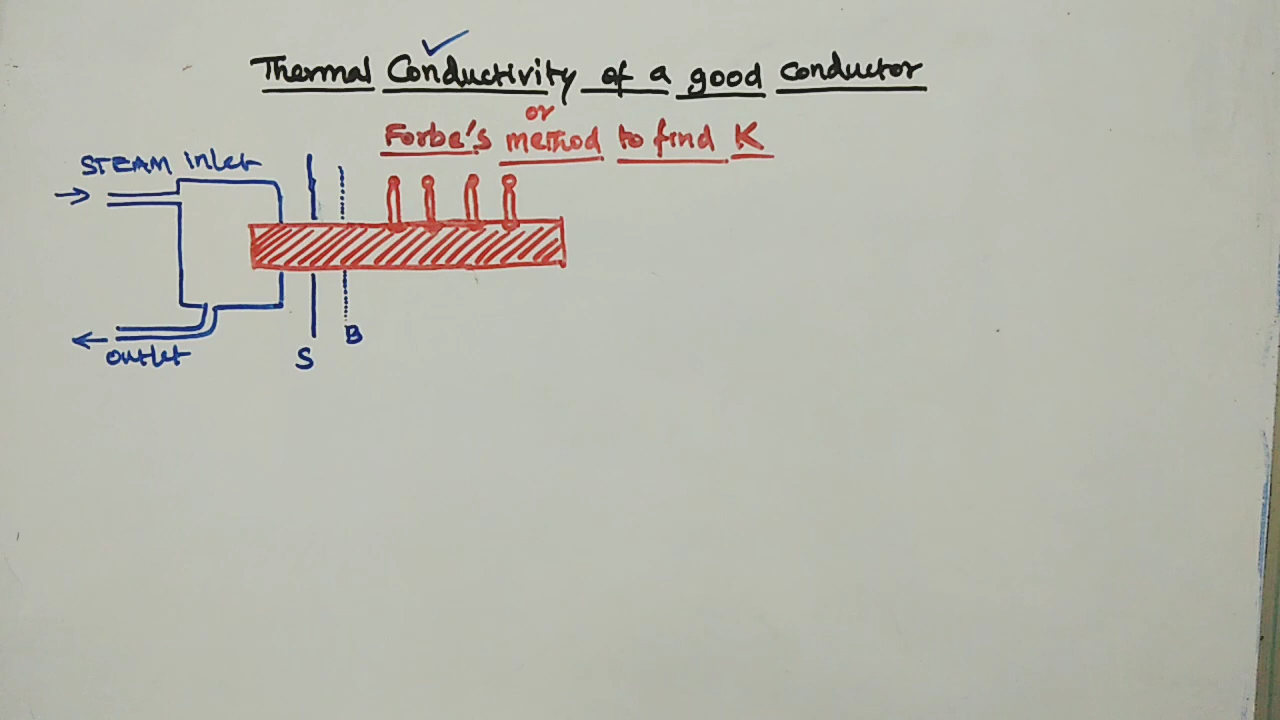 Thermal Conductivity of a good conductor
or
Forbe's method to find K
STEAM inlet
B
S
outlet